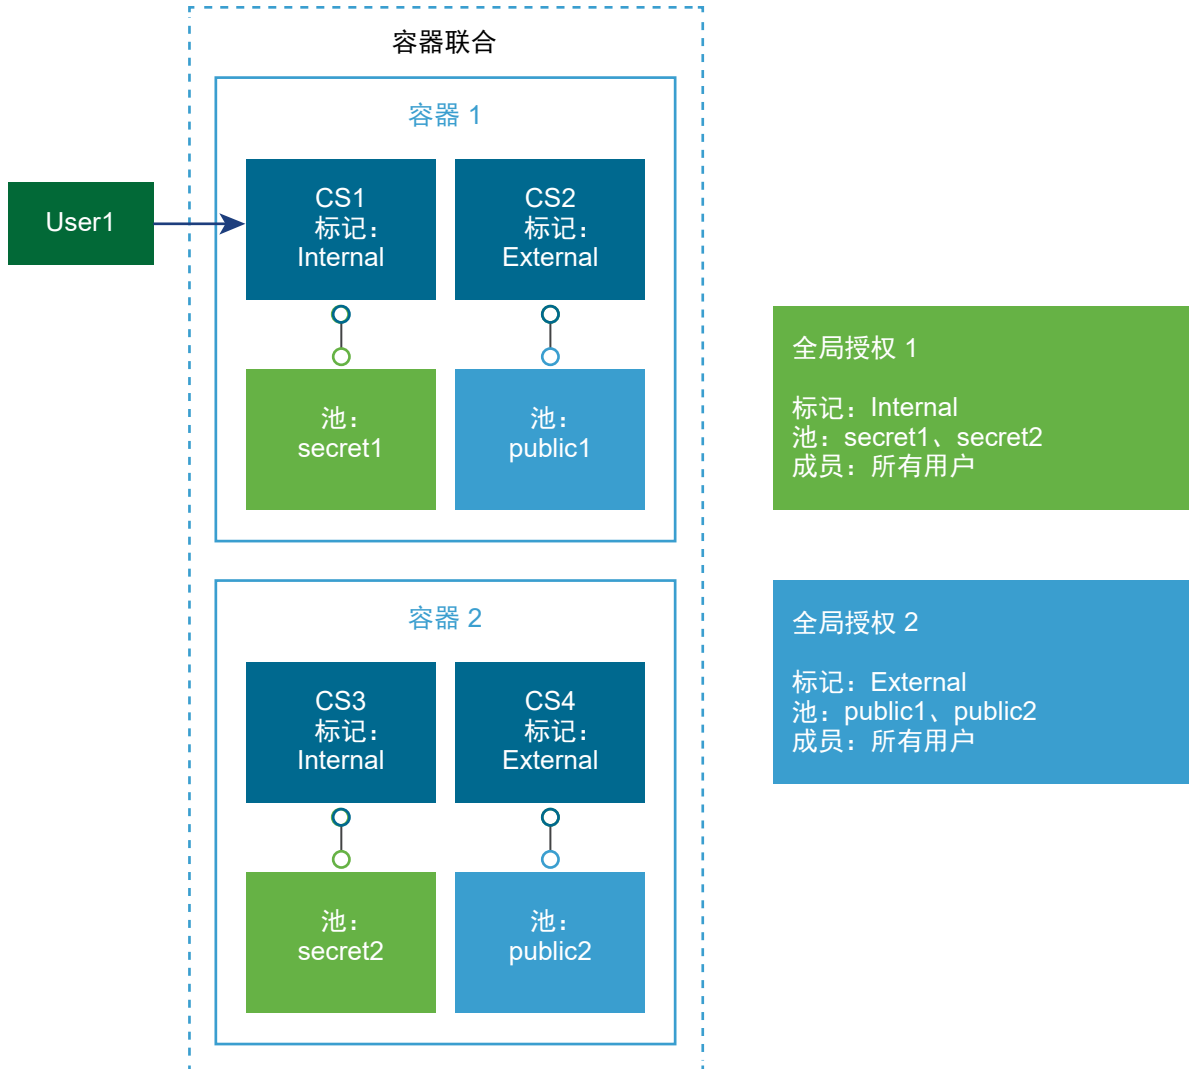 容器联合
容器 1
User1
CS1
标记：
Internal
CS2
标记：
External
池：
secret1
池：
public1
容器 2
CS3
标记：
Internal
CS4
标记：
External
池：
secret2
池：
public2
全局授权 1
标记：Internal
池：secret1、secret2
成员：所有用户
全局授权 2
标记：External
池：public1、public2
成员：所有用户